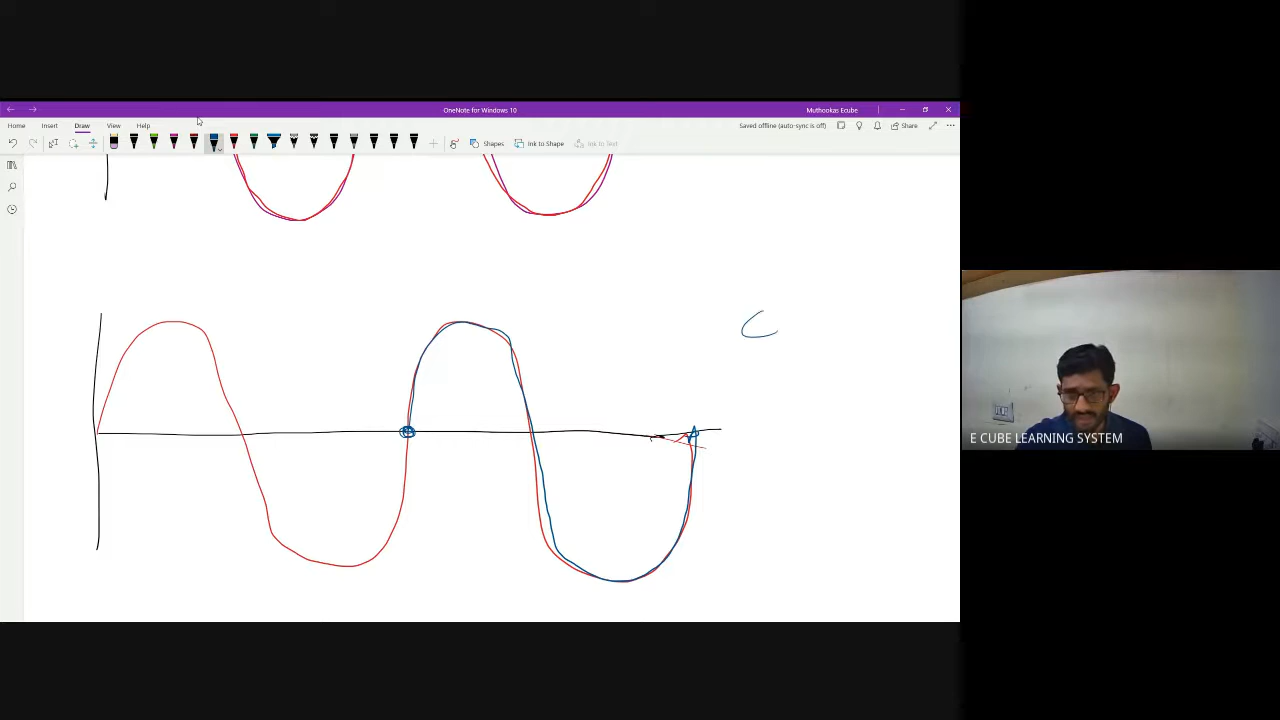 OneNote for Windows 10
Muthookas Ecube
Home Insert Draw View Help
Saved offline (auto-sync is off)
Share
Shapes
Ink to Shape
Ink to Text
C
E CUBE LEARNING SYSTEM